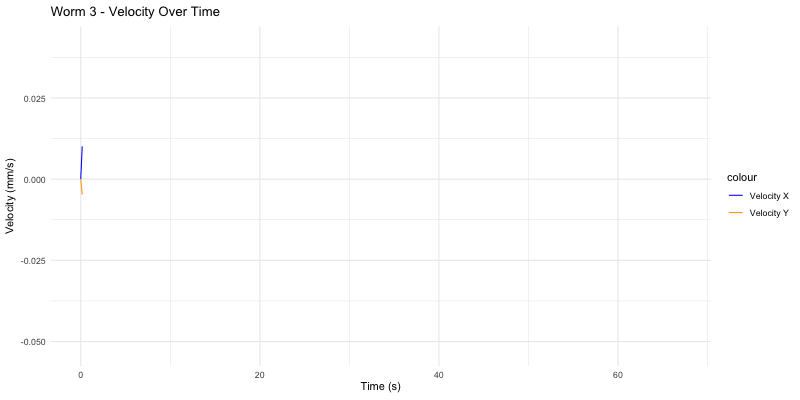 Worm 3 - Velocity Over Time
0.025
0.000
-0.025
-0.050
Velocity (mm/s)
0
20
40
60
Time (s)
colour
Velocity X
Velocity Y